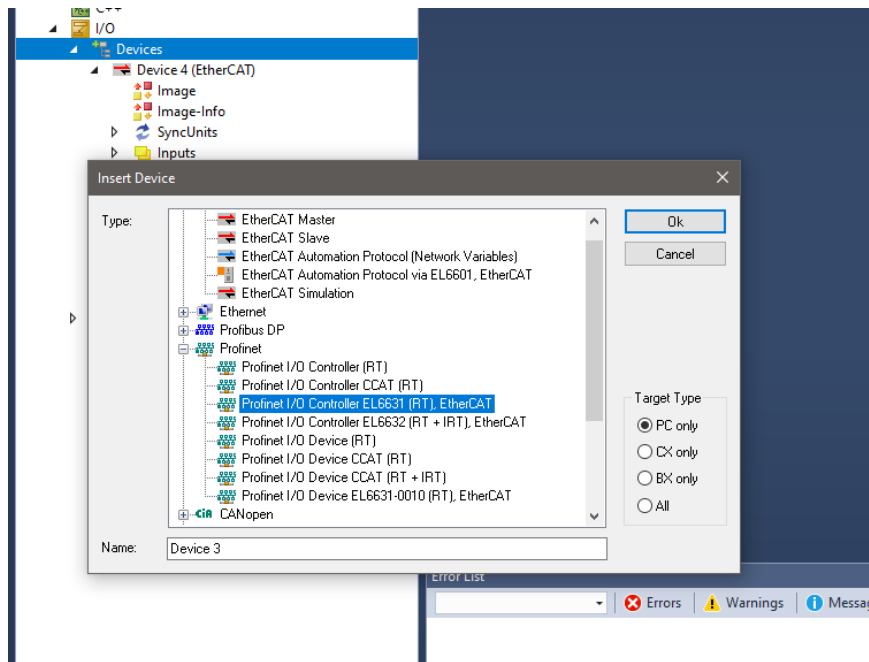 C++
I/O
Devices
Device 4 (EtherCAT)
Image
Image-Info
SyncUnits
Inputs
Insert Device
Type:
EtherCAT Master
EtherCAT Slave
EtherCAT Automation Protocol (Network Variables)
EtherCAT Automation Protocol via EL6601, EtherCAT
EtherCAT Simulation
Ethernet
Profibus DP
Profinet
Profinet I/O Controller (RT)
Profinet I/O Controller CCAT (RT)
Profinet I/O Controller EL6631 (RT), EtherCAT
Profinet I/O Controller EL6632 (RT + IRT), EtherCAT
Profinet I/O Device (RT)
Profinet I/O Device CCAT (RT)
Profinet I/O Device CCAT (RT + IRT)
Profinet I/O Device EL6631-0010 (RT), EtherCAT
CiA CANopen
Ok
Cancel
Target Type
PC only
CX only
BX only
All
Name: Device 3
Error List
Errors Warnings Messa